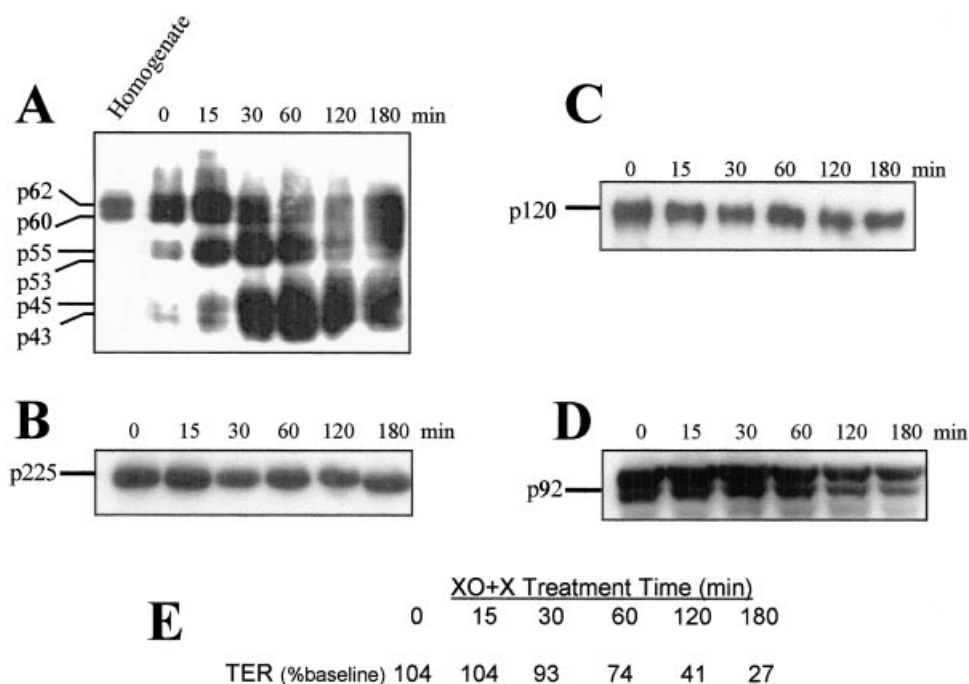 A
Homogenate
0 15 30 60 120 180 min
p62
p60
p55
p53
p45
p43
C
0 15 30 60 120 180 min
p120
B
0 15 30 60 120 180 min
p225
D
0 15 30 60 120 180 min
p92
E
XO+X Treatment Time (min)
0 15 30 60 120 180
TER (%baseline) 104 104 93 74 41 27